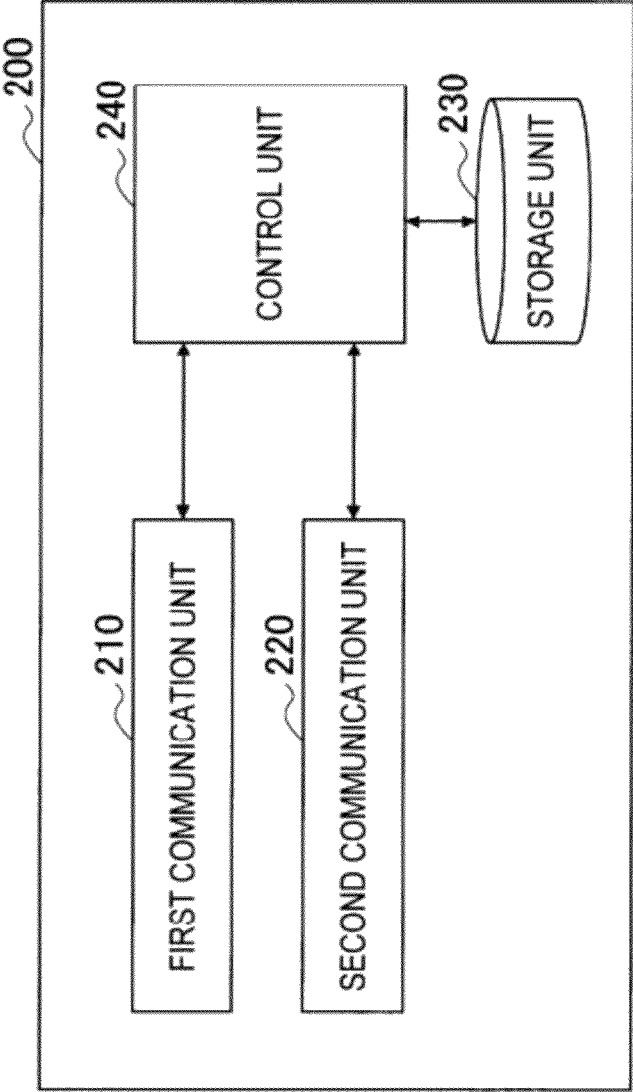 200
210
FIRST COMMUNICATION UNIT
240
CONTROL UNIT
220
SECOND COMMUNICATION UNIT
230
STORAGE UNIT